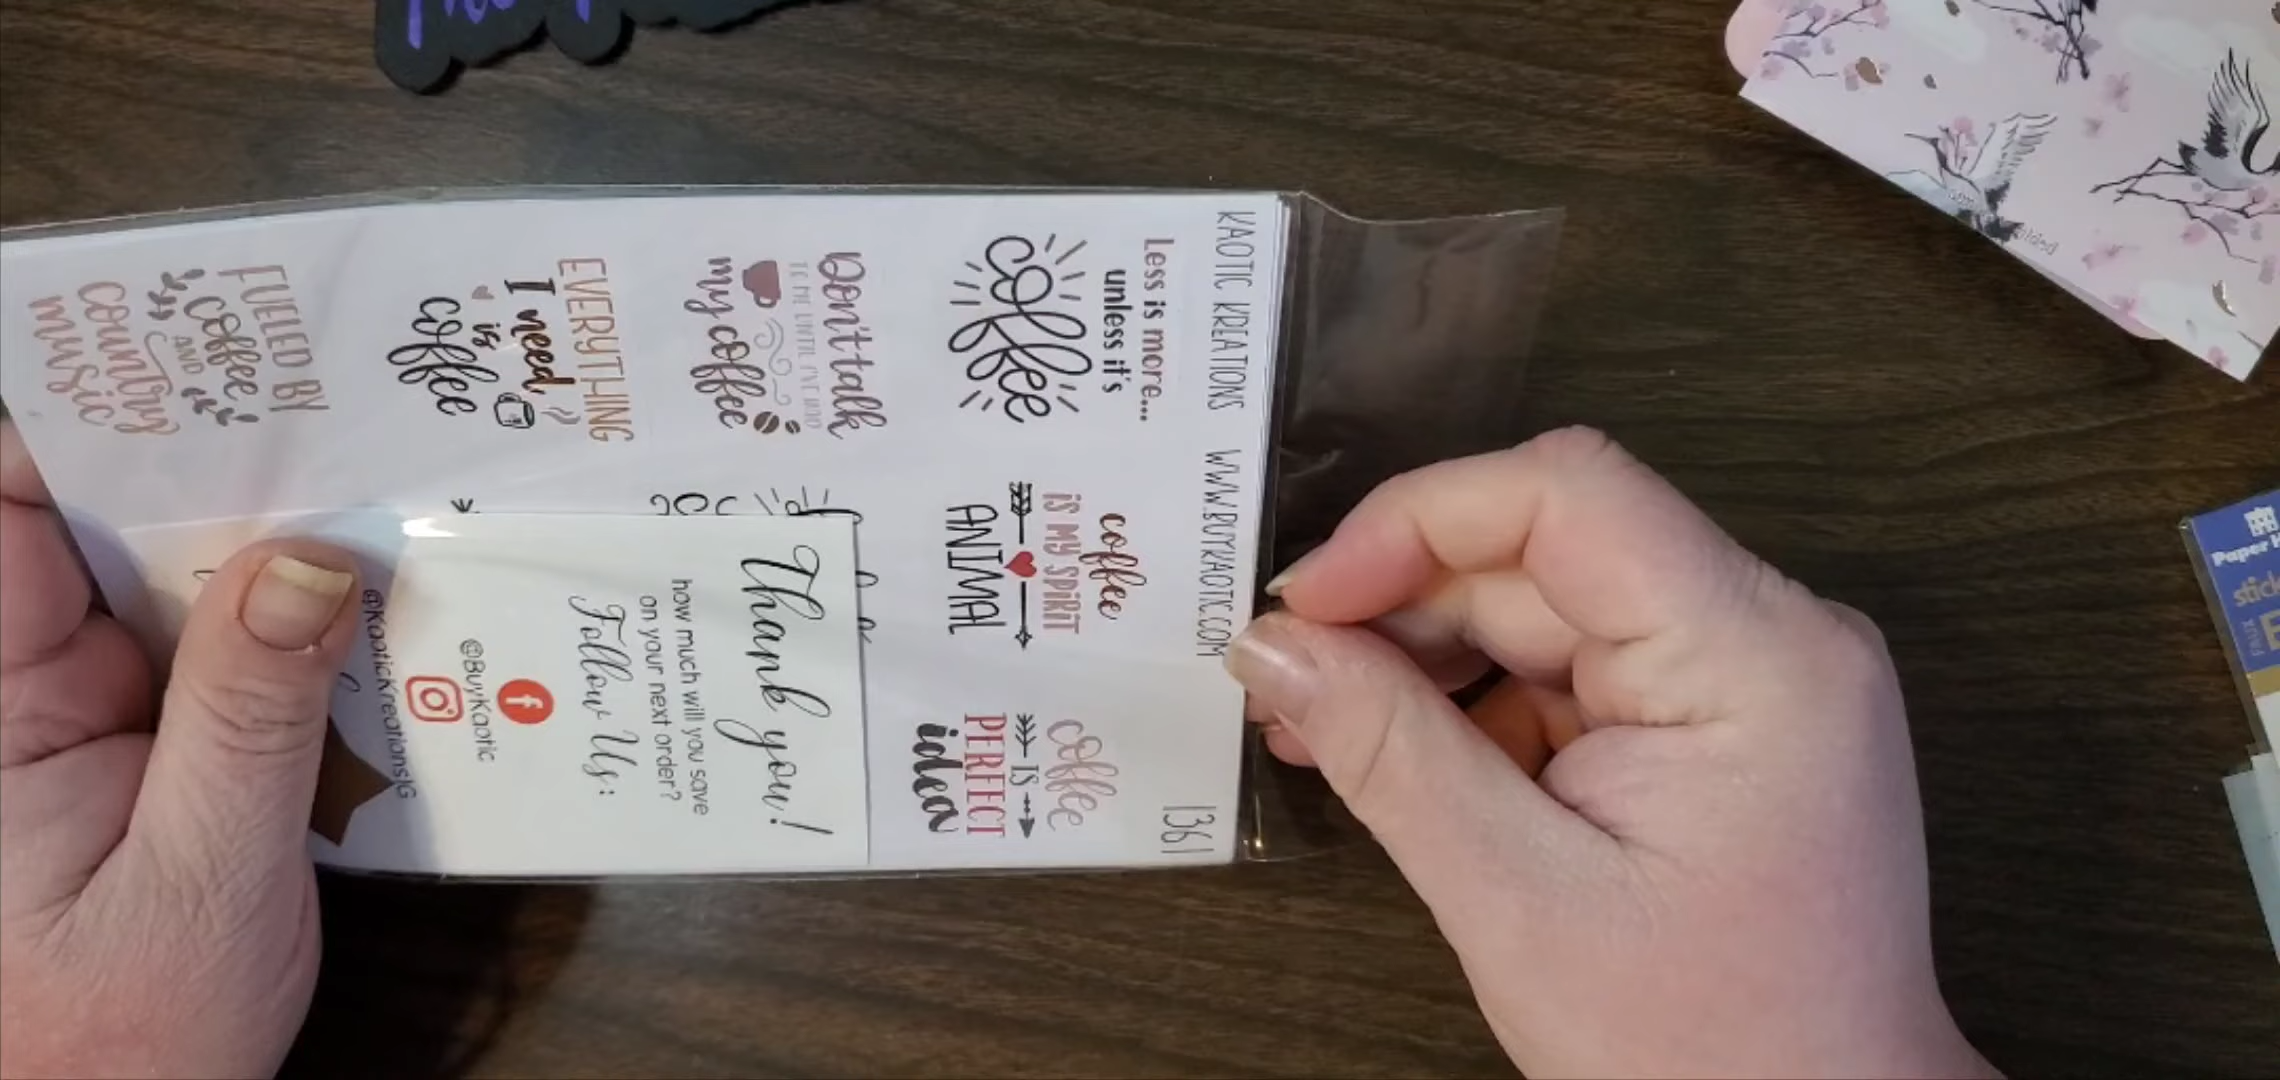 KAOTIC KREATIONS WWW.BUYKAOTIC.COM 1361
Less is more...
unless it's
coffee
coffee
is MY SPiRiT
ANIMAL
coffee
IS
PERFECT
idea
Don't talk
TO ME UNTIL I'VE HAD
my coffee
EVERYTHING
I need
is
coffee
FUELED BY
coffee
AND
country
music
Thank you!
how much will you save
on your next order?
Follow Us:
f
@BuyKaotic
@KaoticKreationsIG
Paper